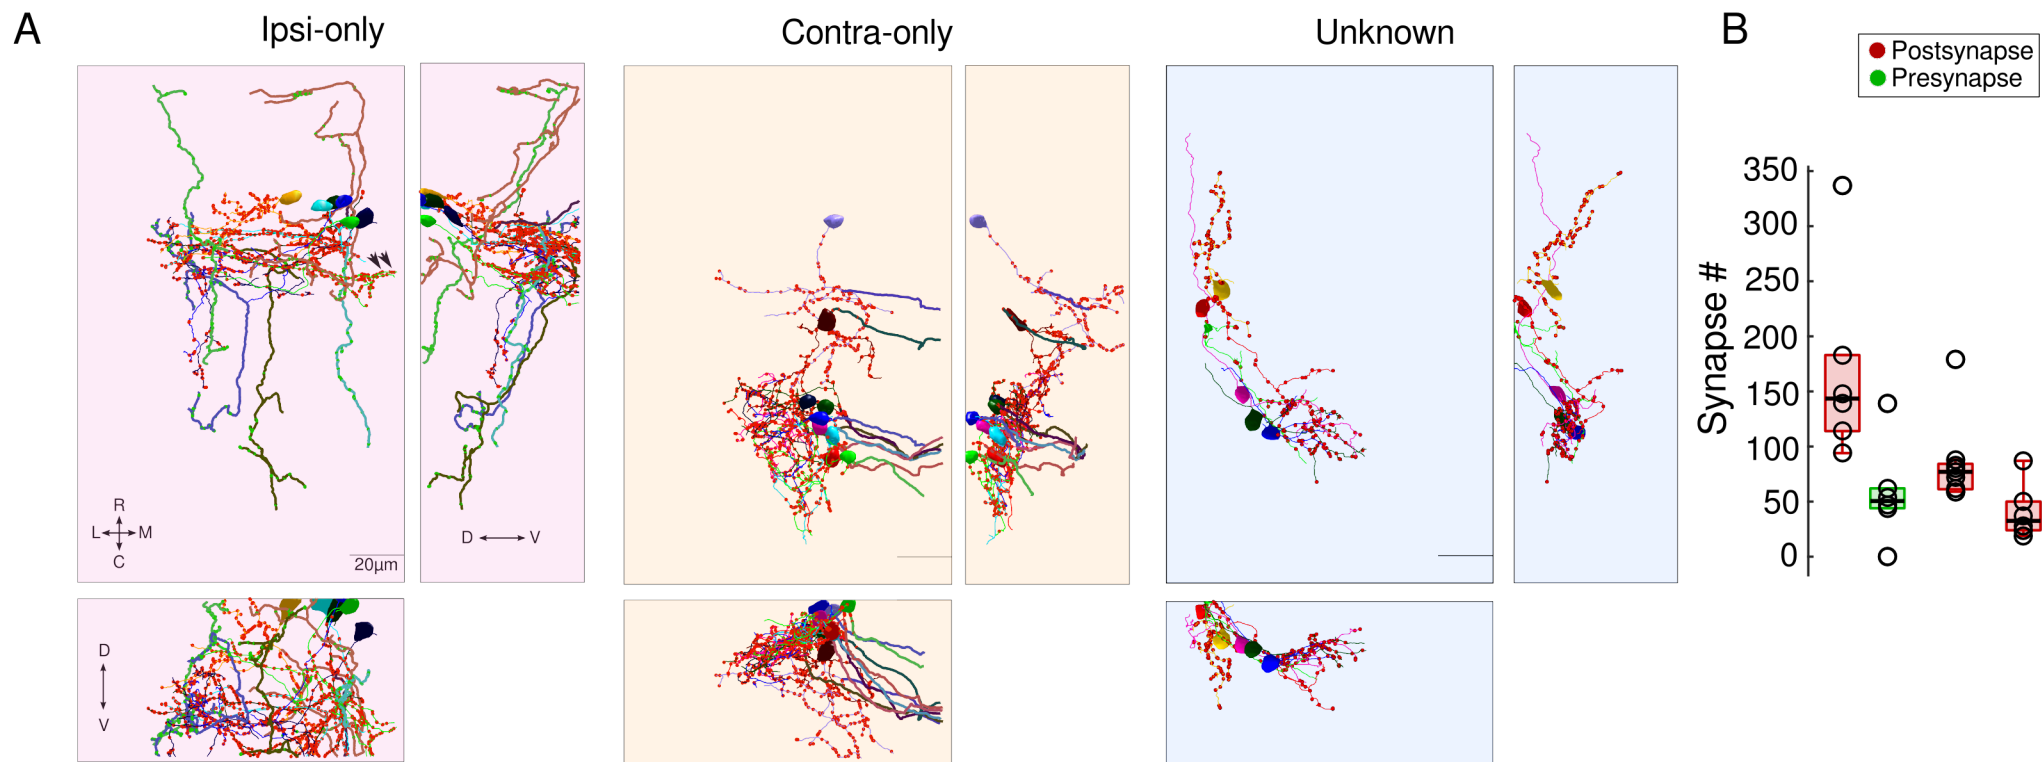 A
Ipsi-only
Contra-only
Unknown
B
Postsynapse
Presynapse
R
L M
C
20µm
D V
D
V
Synapse #
350
300
250
200
150
100
50
0